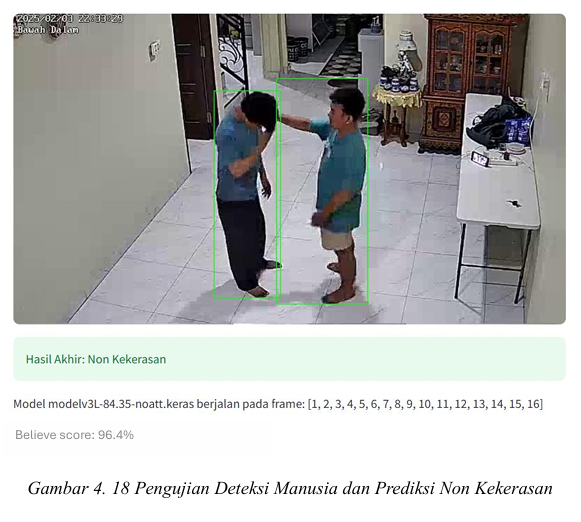 2025/02/03 22:33:29
Bawah Dalam
Hasil Akhir: Non Kekerasan
Model modelv3L-84.35-noatt.keras berjalan pada frame: [1, 2, 3, 4, 5, 6, 7, 8, 9, 10, 11, 12, 13, 14, 15, 16]
Believe score: 96.4%
Gambar 4. 18 Pengujian Deteksi Manusia dan Prediksi Non Kekerasan